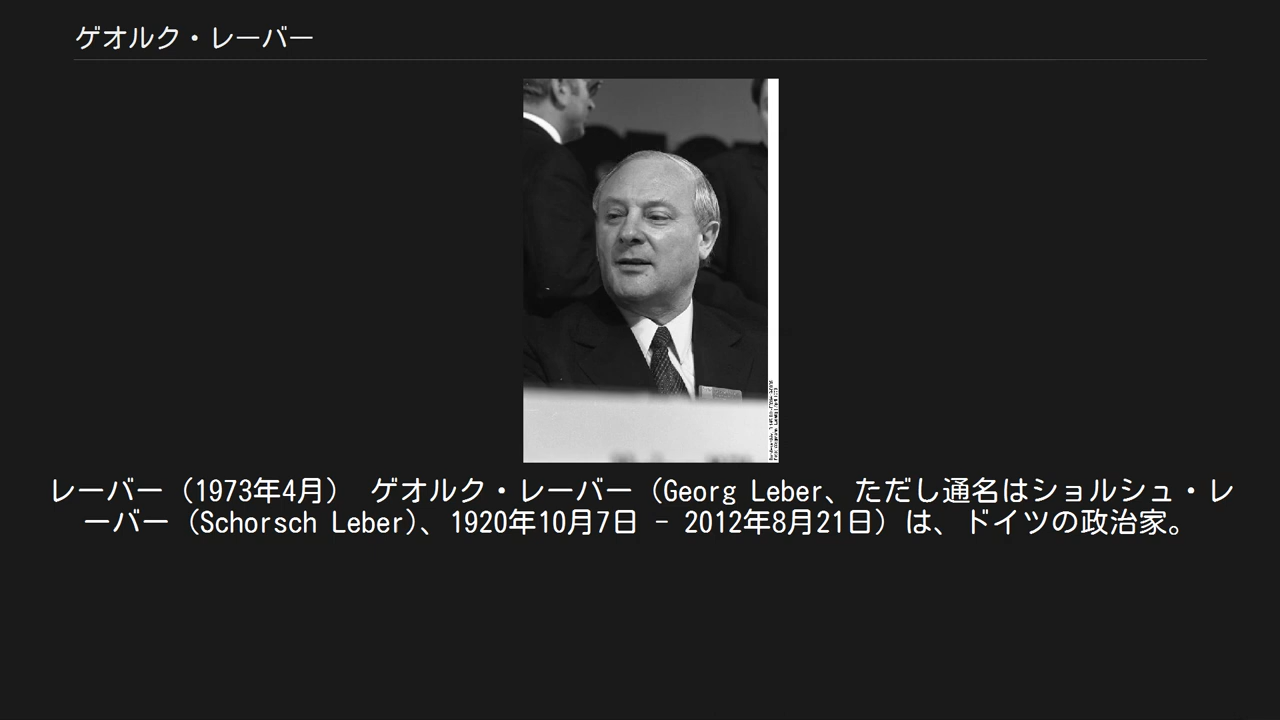 ゲオルク・レーバー
レーバー（1973年4月） ゲオルク・レーバー（Georg Leber、ただし通名はショルシュ・レ
ーバー（Schorsch Leber）、1920年10月7日 - 2012年8月21日）は、ドイツの政治家。